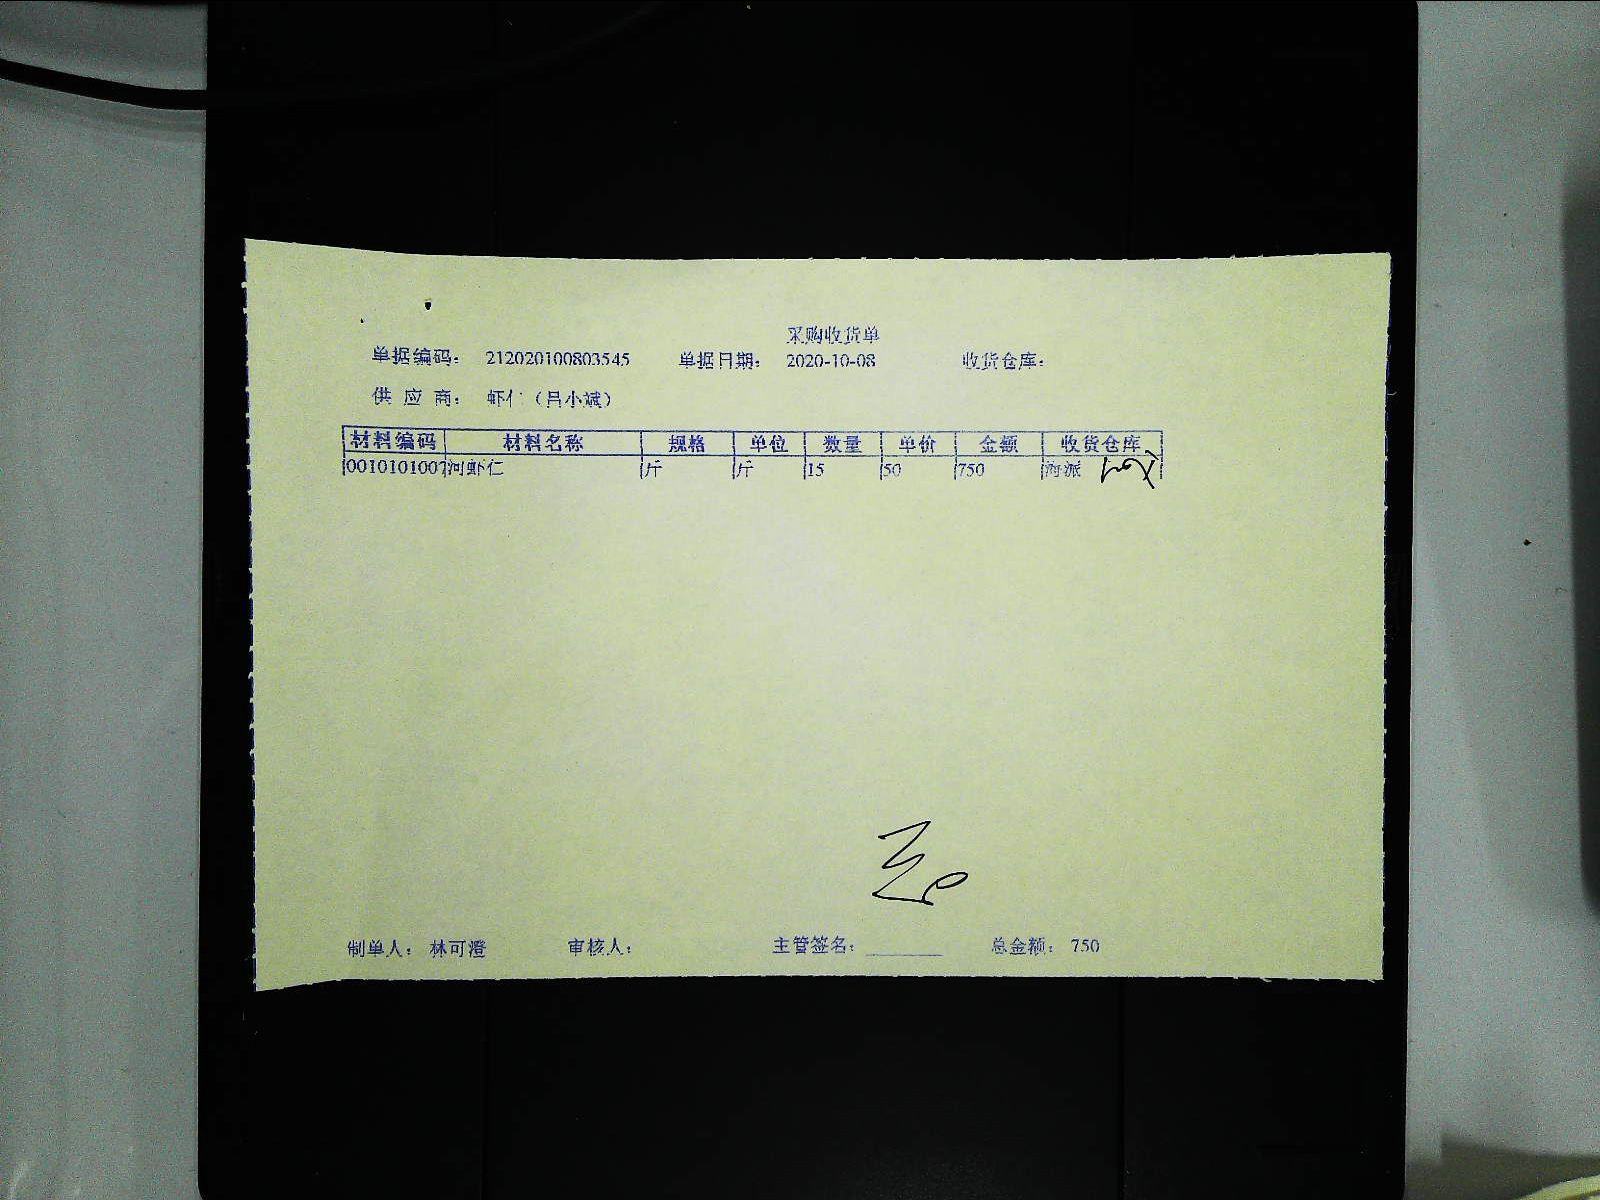 采购收货单
单据编码： 212020100803545 单据日期： 2020-10-08 收货仓库：
供 应 商： 虾仁（吕小斌）
材料编码 材料名称 规格 单位 数量 单价 金额 收货仓库
0010101007 河虾仁 斤 斤 15 50 750 海派
制单人： 林可澄 审核人： 主管签名： 总金额： 750